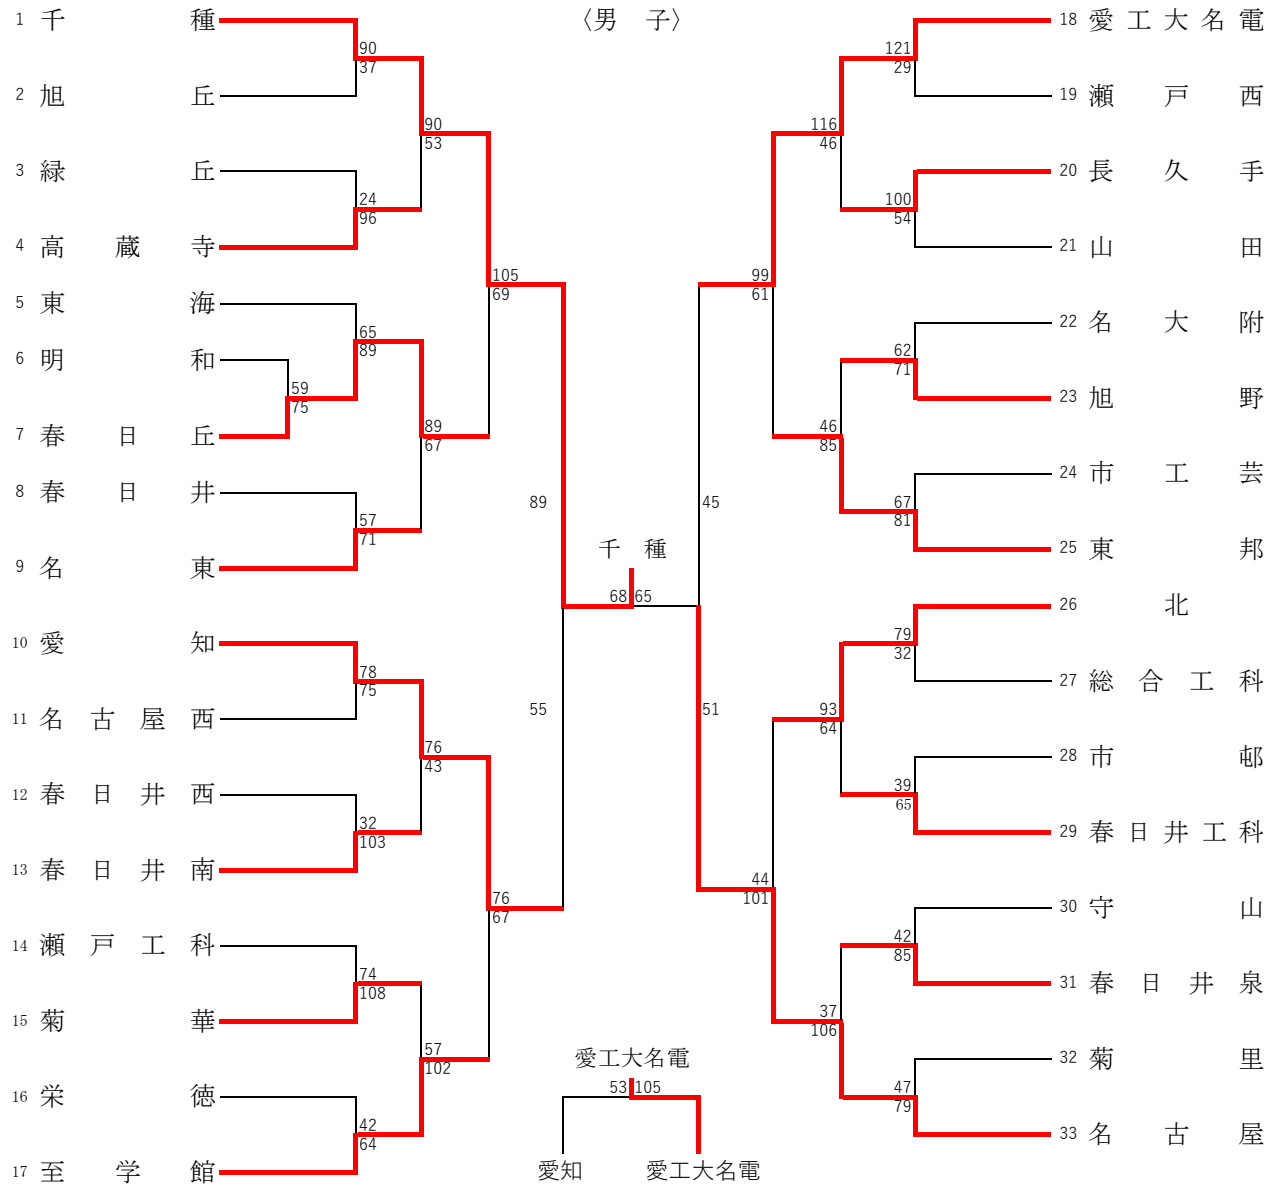 〈男　子〉
1 千種
90
37
2 旭丘
90
53
3 緑丘
24
96
4 高蔵寺
105
69
5 東海
65
89
6 明和
59
75
7 春日丘
89
67
8 春日井
57
71
9 名東
89
10 愛知
78
75
11 名古屋西
55
76
43
12 春日井西
32
103
13 春日井南
76
67
14 瀬戸工科
74
108
15 菊華
57
102
16 栄徳
42
64
17 至学館
千　種
68 65
45
51
愛工大名電
53 105
愛知 愛工大名電
18 愛工大名電
121
29
19 瀬戸西
116
46
20 長久手
100
54
21 山田
99
61
22 名大附
62
71
23 旭野
46
85
24 市工芸
67
81
25 東邦
26 北
79
32
27 総合工科
93
64
28 市邨
39
65
29 春日井工科
44
101
30 守山
42
85
31 春日井泉
37
106
32 菊里
47
79
33 名古屋